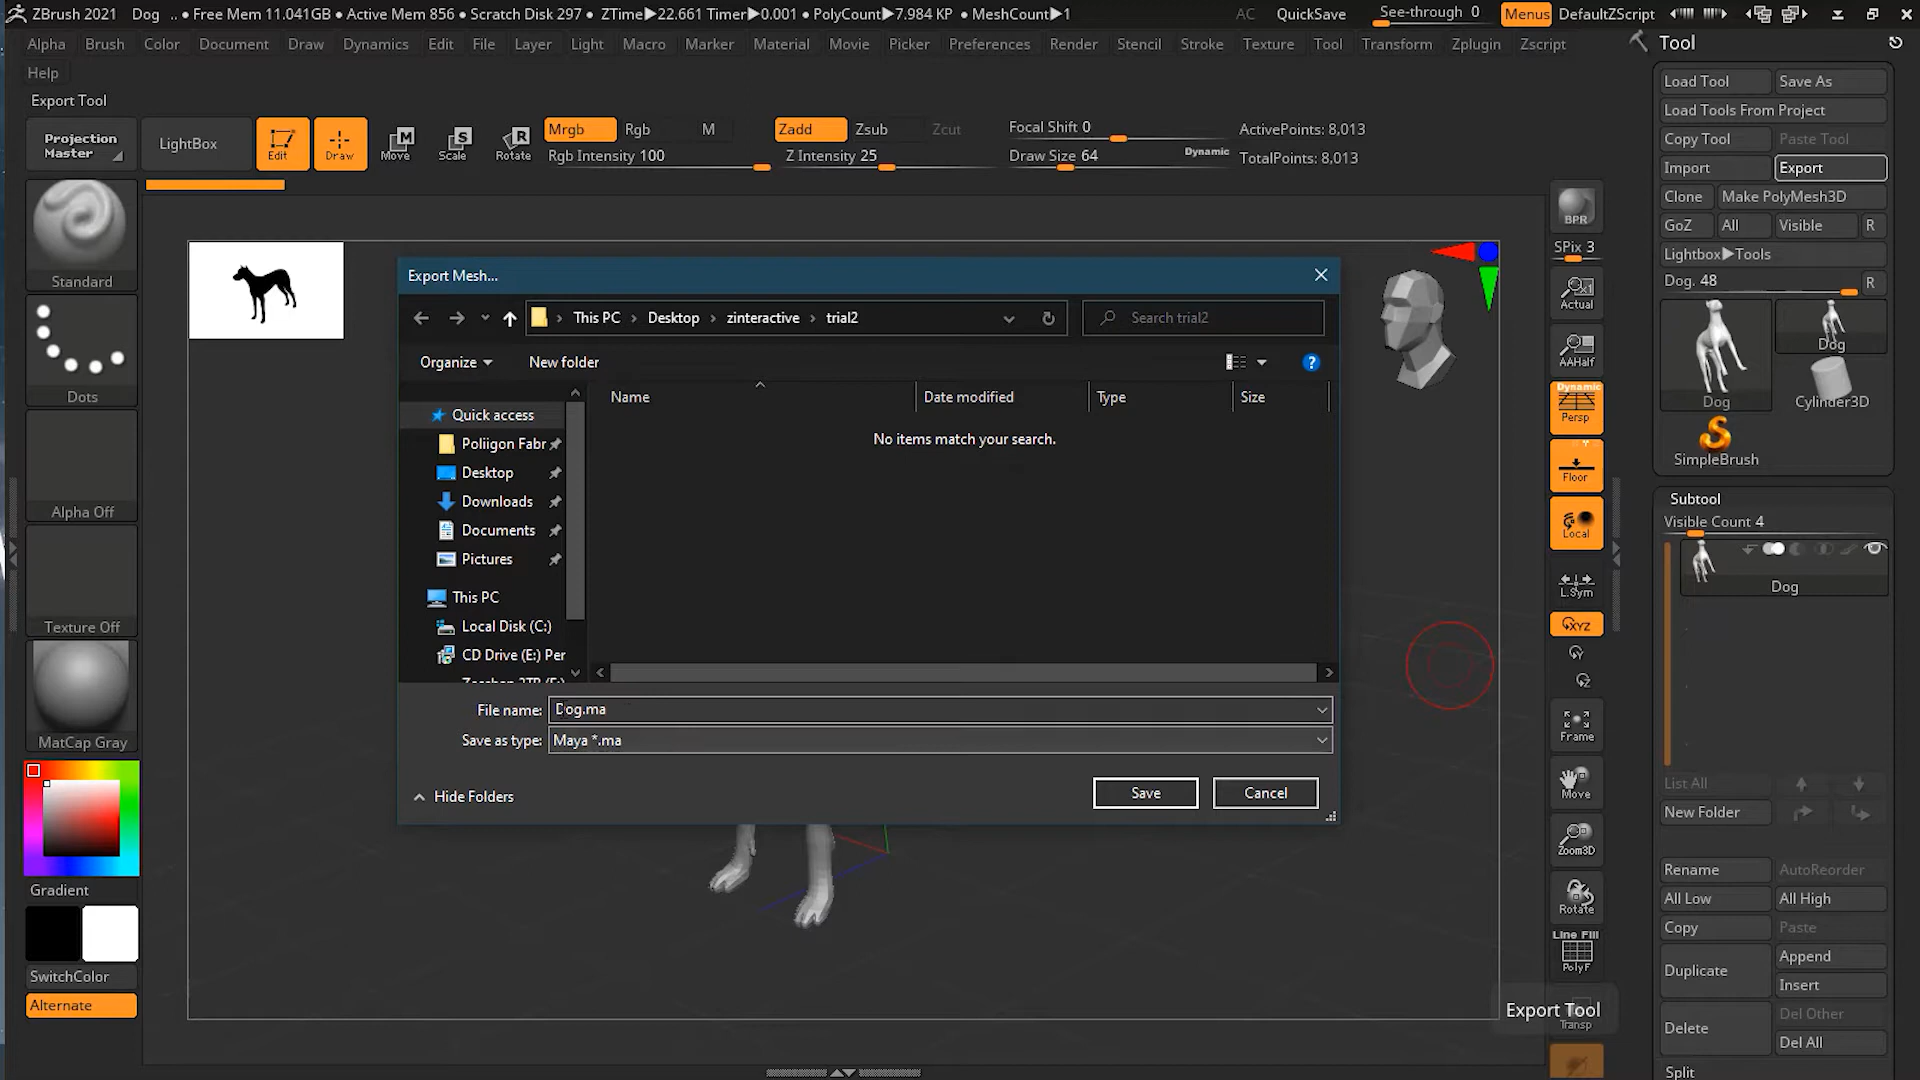 ZBrush 2021 Dog .. • Free Mem 11.041GB • Active Mem 856 • Scratch Disk 297 • ZTime▶22.661 Timer▶0.001 • PolyCount▶7.984 KP • MeshCount▶1 AC QuickSave See-through 0 Menus DefaultZScript
Alpha Brush Color Document Draw Dynamics Edit File Layer Light Macro Marker Material Movie Picker Preferences Render Stencil Stroke Texture Tool Transform Zplugin Zscript
Help
Export Tool
Projection Master
LightBox
Edit
Draw
Move
Scale
Rotate
Mrgb Rgb M
Rgb Intensity 100
Zadd Zsub Zcut
Z Intensity 25
Focal Shift 0
Draw Size 64
Dynamic
ActivePoints: 8,013
TotalPoints: 8,013
Standard
Dots
Alpha Off
Texture Off
MatCap Gray
Gradient
SwitchColor
Alternate
Export Mesh...
This PC › Desktop › zinteractive › trial2
Search trial2
Organize
New folder
Name Date modified Type Size
No items match your search.
Quick access
Poliigon Fabr
Desktop
Downloads
Documents
Pictures
This PC
Local Disk (C:)
CD Drive (E:) Per
File name: Dog.ma
Save as type: Maya *.ma
Hide Folders
Save
Cancel
BPR
SPix 3
Actual
AAHalf
Dynamic
Persp
Floor
Local
L.Sym
XYZ
Y
Z
Frame
Move
Zoom3D
Rotate
Line Fill
PolyF
Export Tool
Transp
Tool
Load Tool Save As
Load Tools From Project
Copy Tool Paste Tool
Import Export
Clone Make PolyMesh3D
GoZ All Visible R
Lightbox▶Tools
Dog. 48 R
Dog
Dog
Cylinder3D
SimpleBrush
Subtool
Visible Count 4
Dog
List All
New Folder
Rename AutoReorder
All Low All High
Copy Paste
Duplicate Append
Insert
Delete Del Other
Del All
Split